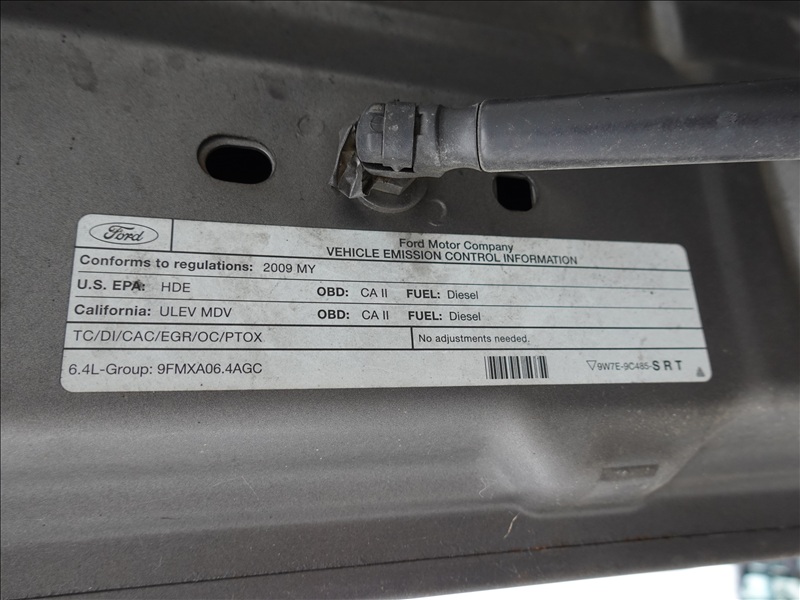 Ford
Ford Motor Company
VEHICLE EMISSION CONTROL INFORMATION
Conforms to regulations: 2009 MY
U.S. EPA: HDE OBD: CA II FUEL: Diesel
California: ULEV MDV OBD: CA II FUEL: Diesel
TC/DI/CAC/EGR/OC/PTOX No adjustments needed.
6.4L-Group: 9FMXA06.4AGC 9W7E-9C485-SRT